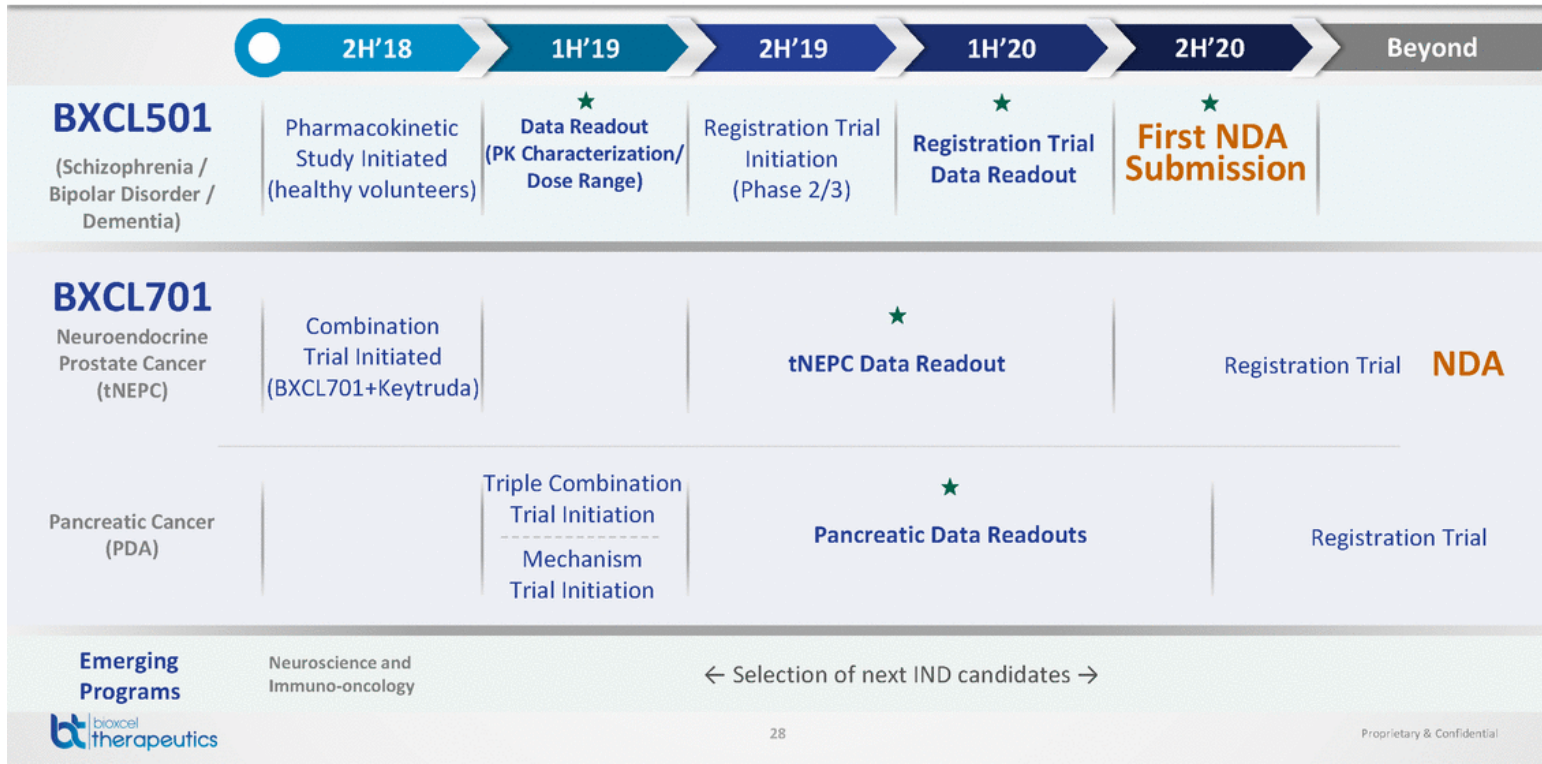 2H'18
1H'19
2H'19
1H'20
2H'20
Beyond
BXCL501
(Schizophrenia /
Bipolar Disorder /
Dementia)
Pharmacokinetic
Study Initiated
(healthy volunteers)
Data Readout
(PK Characterization/
Dose Range)
Registration Trial
Initiation
(Phase 2/3)
Registration Trial
Data Readout
First NDA
Submission
BXCL701
Neuroendocrine
Prostate Cancer
(tNEPC)
Combination
Trial Initiated
(BXCL701+Keytruda)
tNEPC Data Readout
Registration Trial
NDA
Pancreatic Cancer
(PDA)
Triple Combination
Trial Initiation
Mechanism
Trial Initiation
Pancreatic Data Readouts
Registration Trial
Emerging
Programs
Neuroscience and
Immuno-oncology
← Selection of next IND candidates →
bt bioxcel
therapeutics
28
Proprietary & Confidential